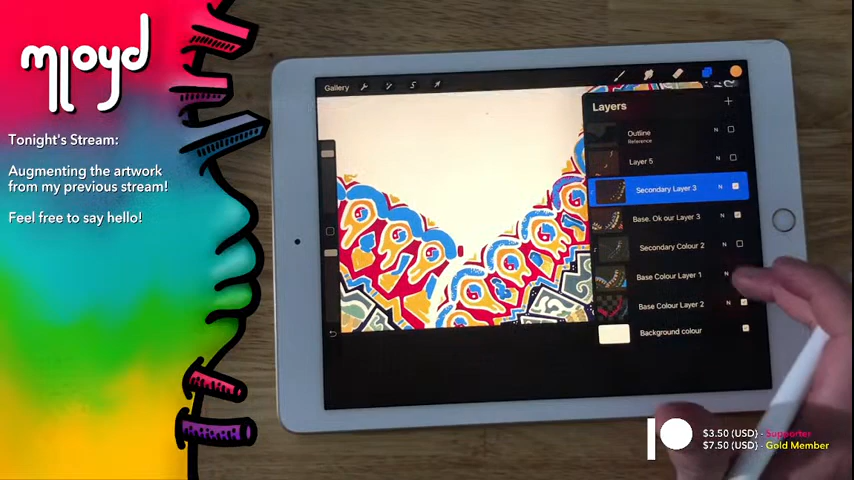 mloyd
Tonight's Stream:
Augmenting the artwork
from my previous stream!
Feel free to say hello!
Gallery
Layers
Outline
Reference
N
Layer 5
N
Secondary Layer 3
N
Base. Ok our Layer 3
N
Secondary Colour 2
N
Base Colour Layer 1
N
Base Colour Layer 2
N
Background colour
$3.50 (USD) - Supporter
$7.50 (USD) - Gold Member